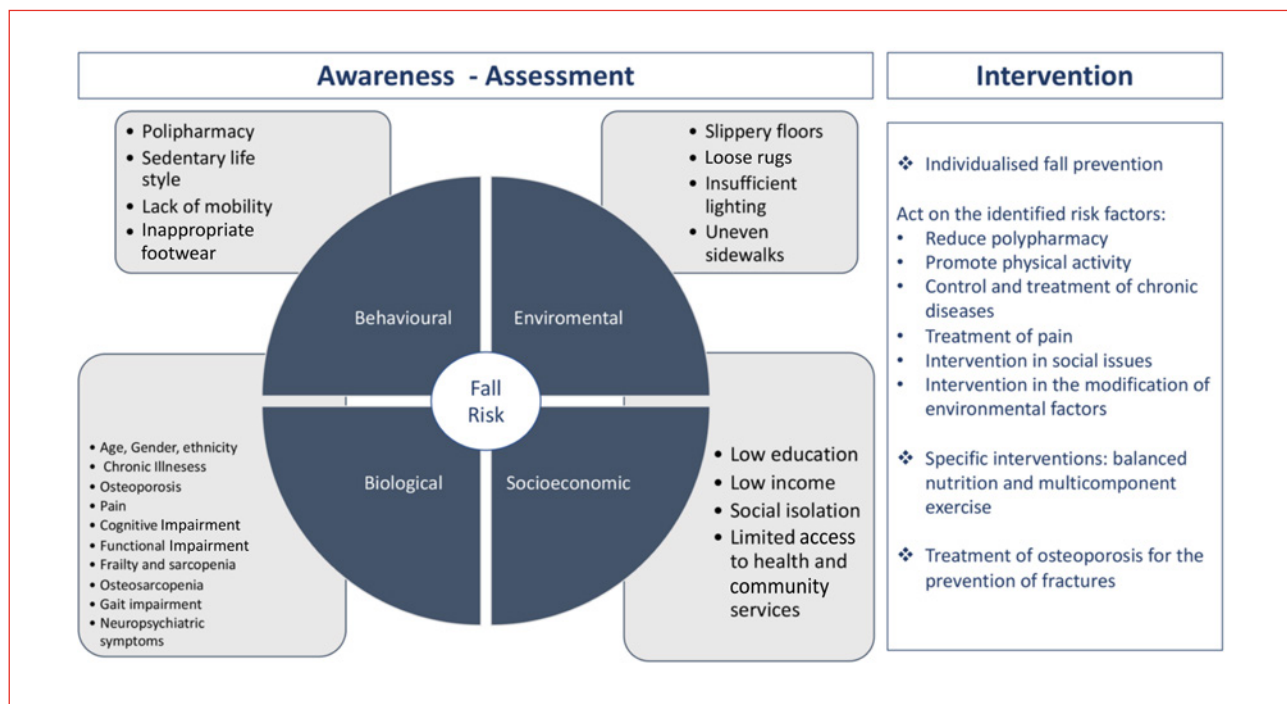 Awareness - Assessment
• Polipharmacy
• Sedentary life
style
• Lack of mobility
• Inappropriate
footwear
• Slippery floors
• Loose rugs
• Insufficient
lighting
• Uneven
sidewalks
Behavioural
Enviromental
Fall
Risk
Biological
Socioeconomic
• Age, Gender, ethnicity
• Chronic Illnesess
• Osteoporosis
• Pain
• Cognitive Impairment
• Functional Impairment
• Frailty and sarcopenia
• Osteosarcopenia
• Gait impairment
• Neuropsychiatric
symptoms
• Low education
• Low income
• Social isolation
• Limited access
to health and
community
services
Intervention
❖ Individualised fall prevention
Act on the identified risk factors:
• Reduce polypharmacy
• Promote physical activity
• Control and treatment of chronic
diseases
• Treatment of pain
• Intervention in social issues
• Intervention in the modification of
environmental factors
❖ Specific interventions: balanced
nutrition and multicomponent
exercise
❖ Treatment of osteoporosis for the
prevention of fractures